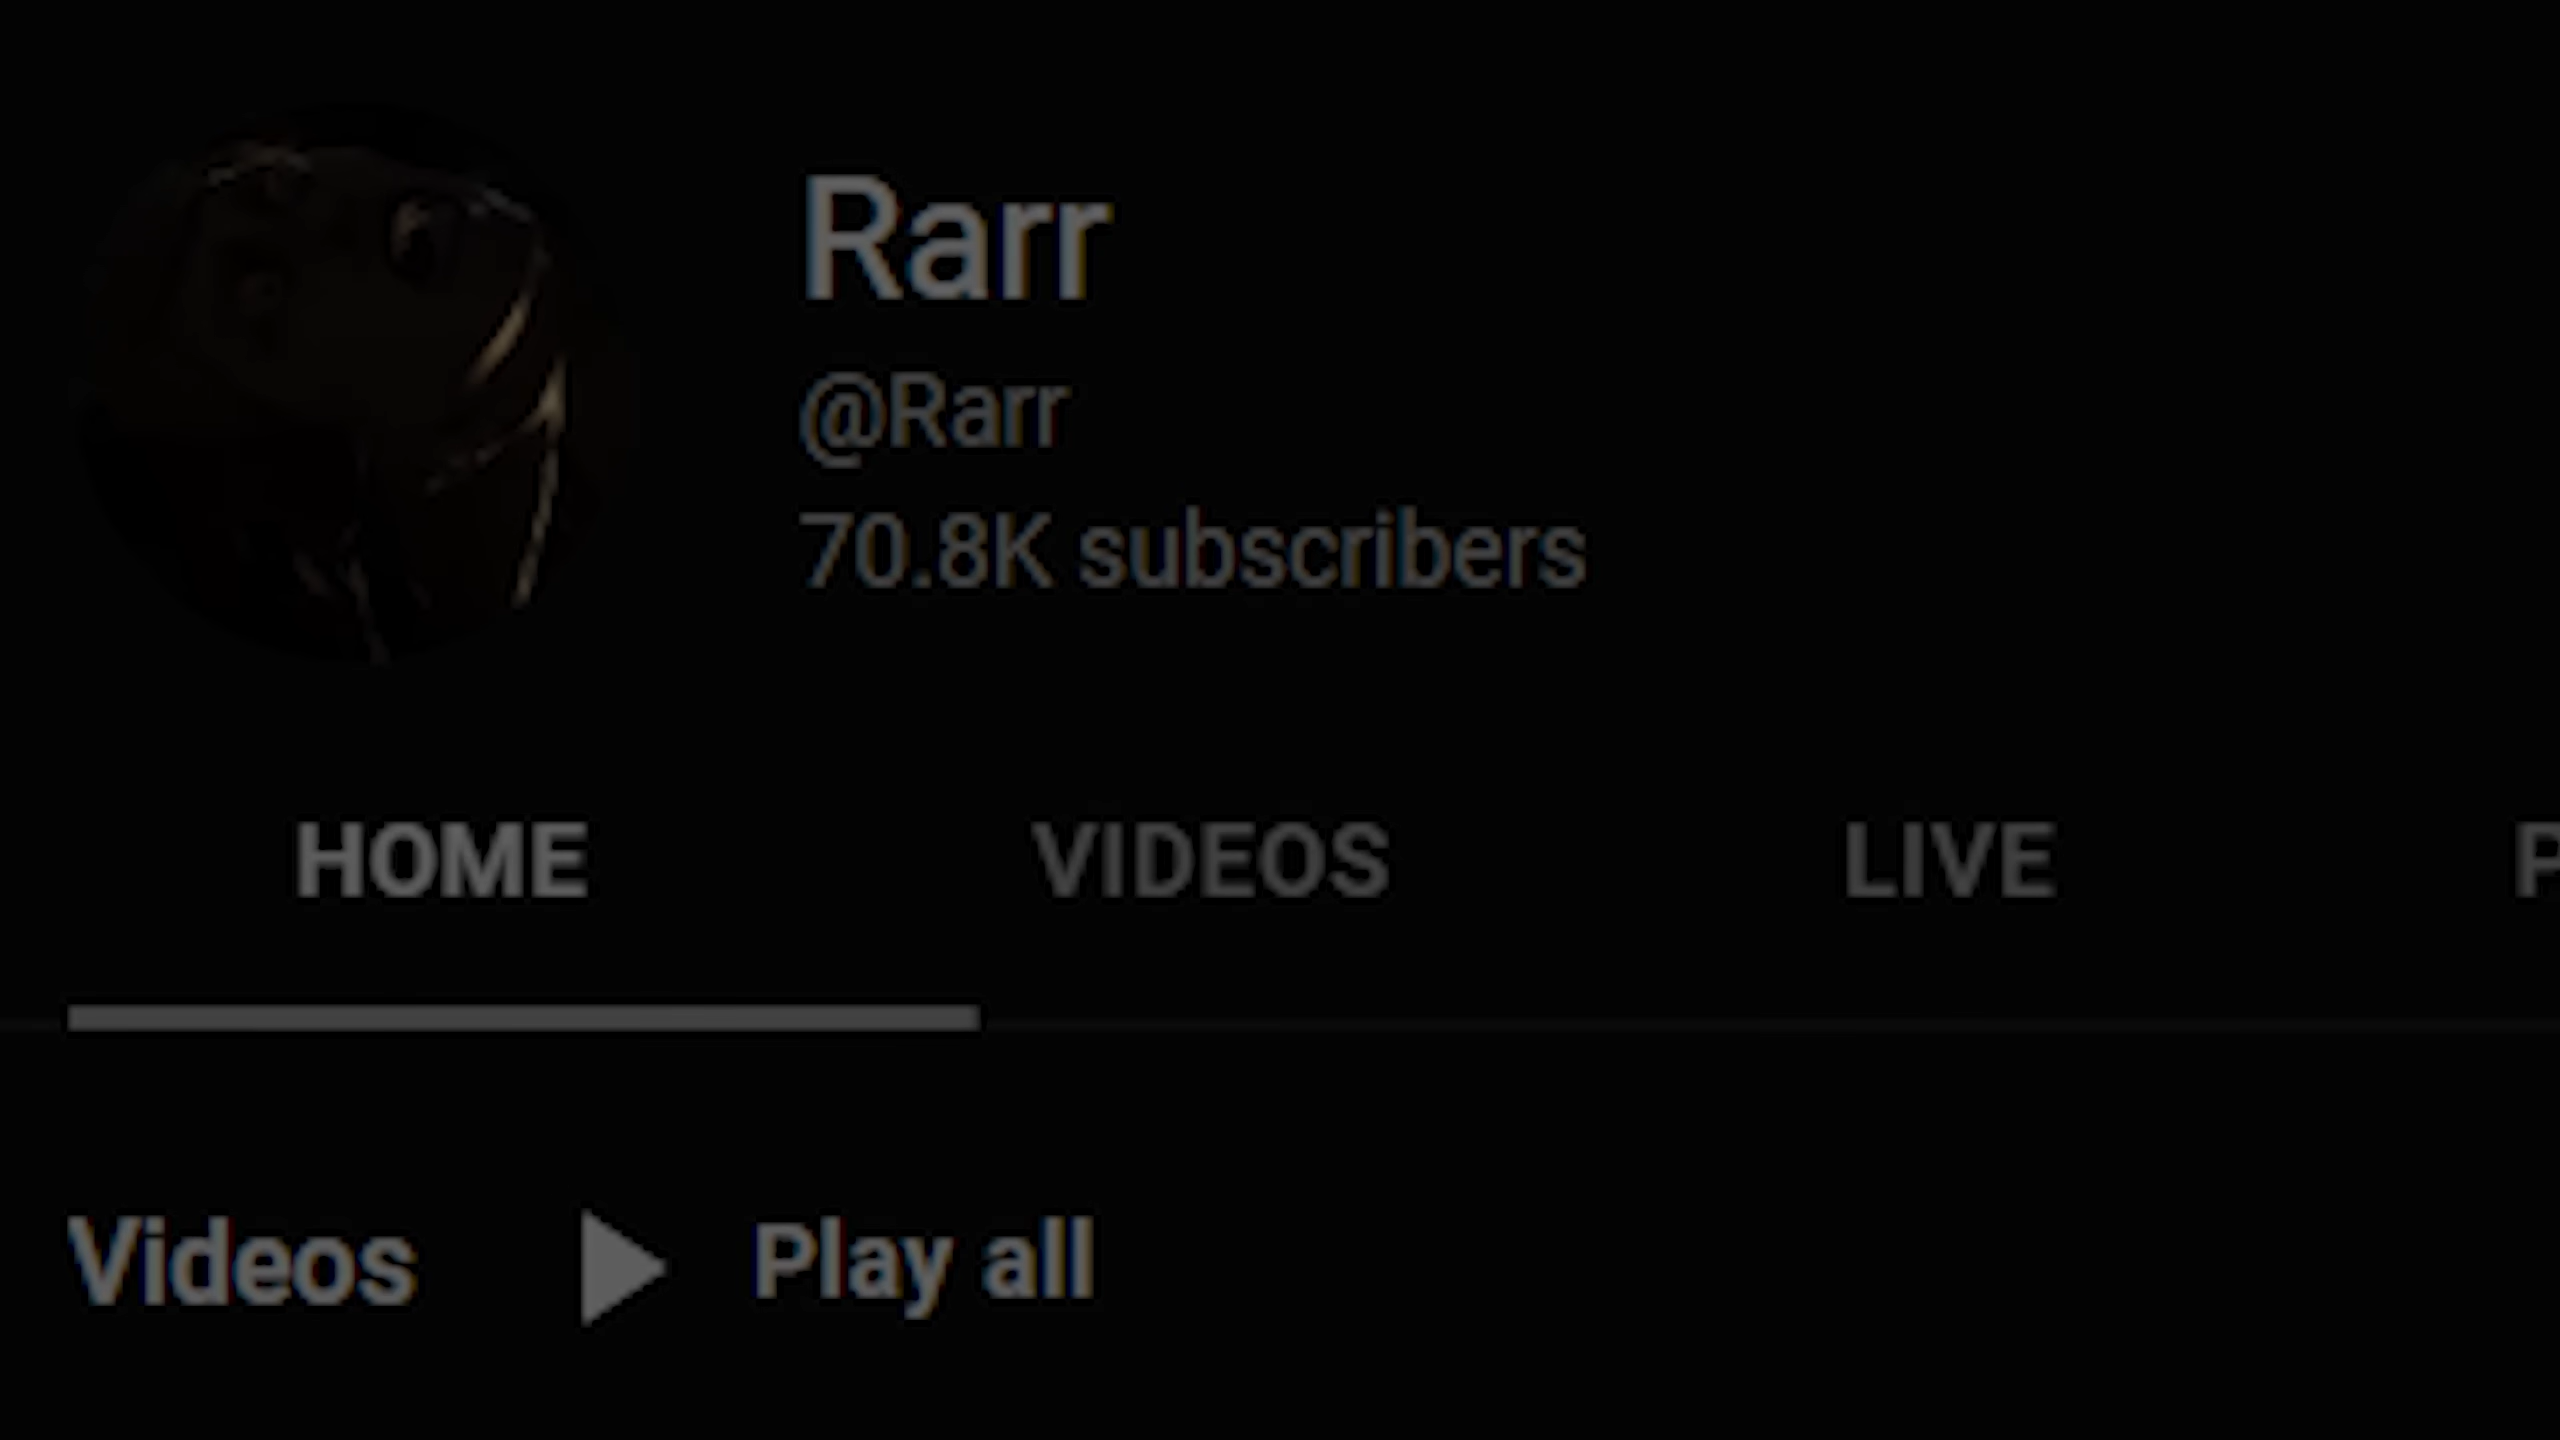 Rarr
@Rarr
70.8K subscribers
HOME VIDEOS LIVE P
Videos Play all